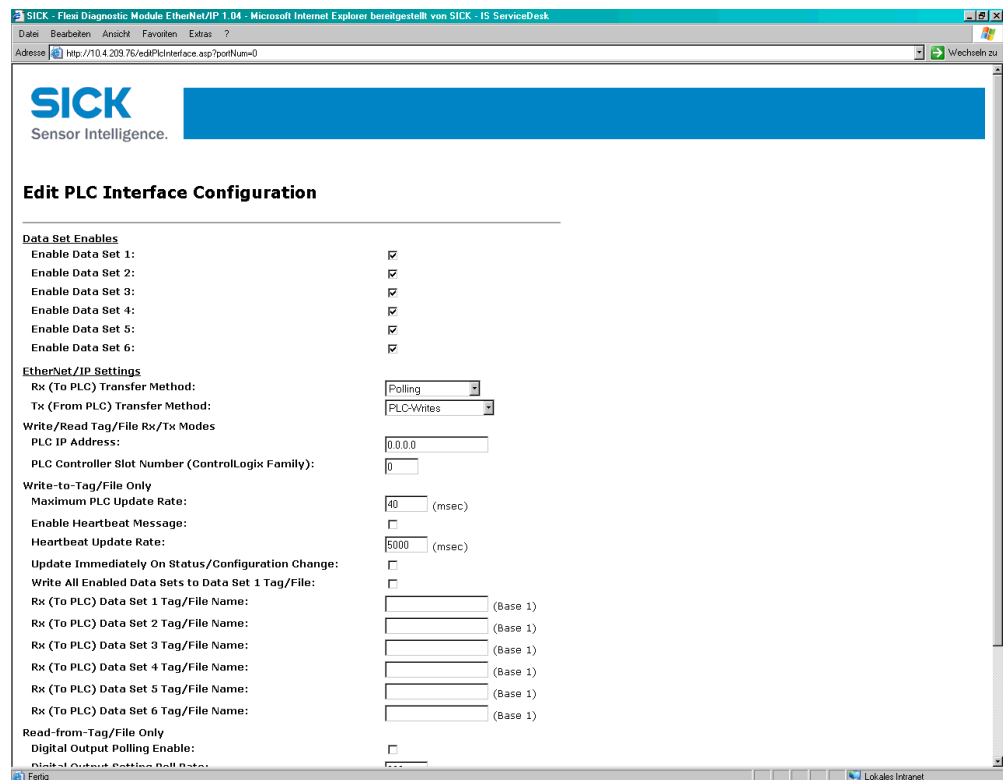 SICK - Flexi Diagnostic Module EtherNet/IP 1.04 - Microsoft Internet Explorer bereitgestellt von SICK - IS ServiceDesk
Datei Bearbeiten Ansicht Favoriten Extras ?
Adresse http://10.4.209.76/editPlcInterface.asp?portNum=0 Wechseln zu
SICK
Sensor Intelligence.
Edit PLC Interface Configuration
Data Set Enables
Enable Data Set 1:
Enable Data Set 2:
Enable Data Set 3:
Enable Data Set 4:
Enable Data Set 5:
Enable Data Set 6:
EtherNet/IP Settings
Rx (To PLC) Transfer Method: Polling
Tx (From PLC) Transfer Method: PLC-Writes
Write/Read Tag/File Rx/Tx Modes
PLC IP Address: 0.0.0.0
PLC Controller Slot Number (ControlLogix Family): 0
Write-to-Tag/File Only
Maximum PLC Update Rate: 40 (msec)
Enable Heartbeat Message:
Heartbeat Update Rate: 5000 (msec)
Update Immediately On Status/Configuration Change:
Write All Enabled Data Sets to Data Set 1 Tag/File:
Rx (To PLC) Data Set 1 Tag/File Name: (Base 1)
Rx (To PLC) Data Set 2 Tag/File Name: (Base 1)
Rx (To PLC) Data Set 3 Tag/File Name: (Base 1)
Rx (To PLC) Data Set 4 Tag/File Name: (Base 1)
Rx (To PLC) Data Set 5 Tag/File Name: (Base 1)
Rx (To PLC) Data Set 6 Tag/File Name: (Base 1)
Read-from-Tag/File Only
Digital Output Polling Enable:
Digital Output Setting Poll Rate:
Fertig Lokales Intranet